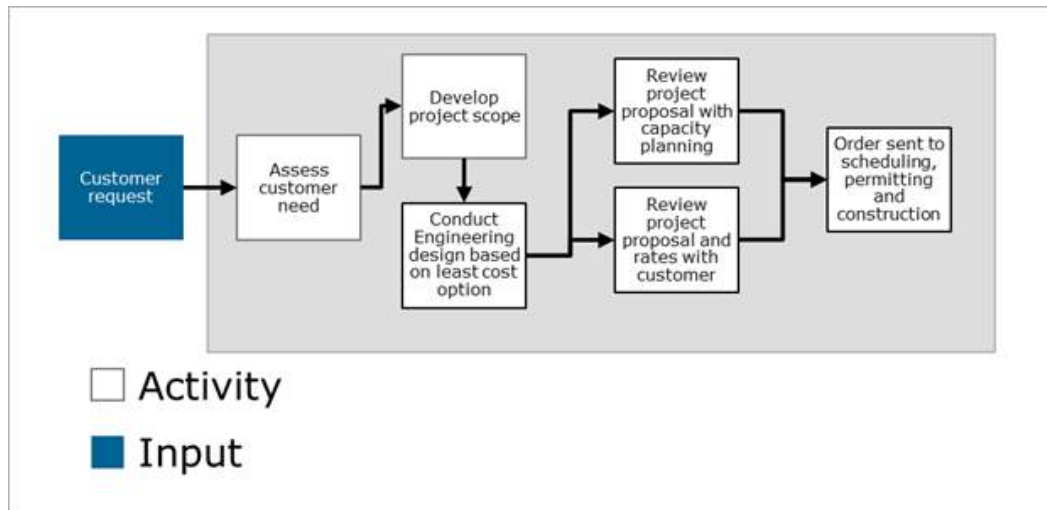 Customer
request
Assess
customer
need
Develop
project scope
Conduct
Engineering
design based
on least cost
option
Review
project
proposal with
capacity
planning
Review
project
proposal and
rates with
customer
Order sent to
scheduling,
permitting
and
construction
Activity
Input